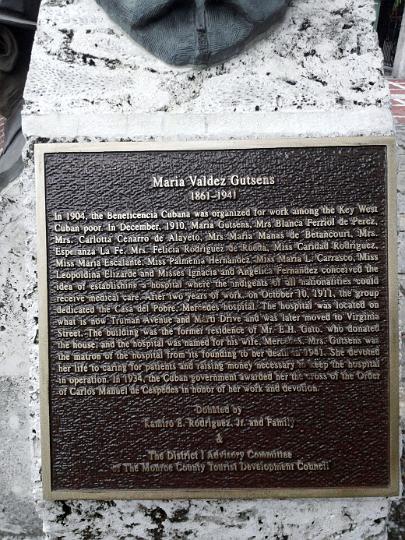 Maria Valdez Gutsens
1861-1941
In 1904, the Beneficencia Cubana was organized for work among the Key West
Cuban poor. In December, 1910, Maria Gutsens, Mrs Blanca Ferriol de Perez,
Mrs. Carlotta Cenarro de Alayeto, Mrs. Maria Mañas de Betancourt, Mrs.
Esperanza La Fé, Mrs. Felicia Rodriguez de Rueda, Miss Caridad Rodriguez,
Miss Maria Escalante, Miss Palmenia Hernandez, Miss Maria L. Carrasco, Miss
Leopoldina Elizarde and Misses Ignacia and Angelica Fernandez conceived the
idea of establishing a hospital where the indigents of all nationalities could
receive medical care. After two years of work, on October 10, 1911, the group
dedicated the Casa del Pobre, Mercedes Hospital. The hospital was located on
what is now Truman Avenue and Marti Drive and was later moved to Virginia
Street. The building was the former residence of Mr. E.H. Gato, who donated
the house, and the hospital was named for his wife, Mercedes. Mrs. Gutsens was
the matron of the hospital from its founding to her death in 1941. She devoted
her life to caring for patients and raising money necessary to keep the hospital
in operation. In 1934, the Cuban government awarded her the Cross of the Order
of Carlos Manuel de Cespedes in honor of her work and devotion.
Donated by
Ramiro E. Rodriguez, Jr. and Family
&
The District I Advisory Committee
of The Monroe County Tourist Development Council